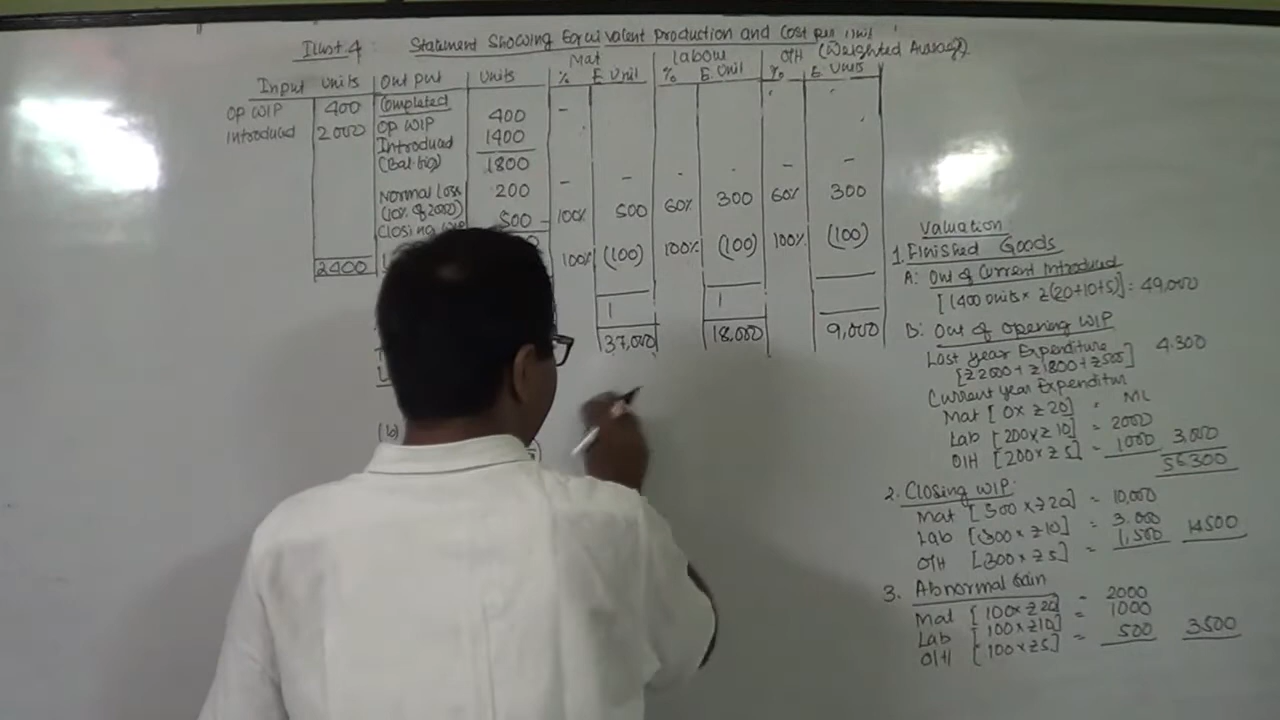 Illust 4 : Statement Showing Equivalent production and Cost per unit
(Weighted Average)
Mat Labour O/H
Input Units Output Units % E. Unit % E. Unit % E. Units
Op WIP 400 Completed
Introduced 2000 Op WIP 400 -
Introduced 1400
(Bal. fig) 1800
Normal Loss 200 - - - - - -
(10% of 2000)
Closing WIP 500 100% 500 60% 300 60% 300
2400 100% (100) 100% (100) 100% (100)
1 1
37,000 18,000 9,000
(b)
Valuation
1. Finished Goods
A: Out of Current Introduced
[1400 units × ₹(20+10+5)] = 49,000
B: Out of Opening WIP
Last year Expenditure
[₹2000 + ₹1800 + ₹500] 4.300
Current year Expenditure
Mat [0 × ₹20] =
Lab [200 × ₹10] = 2000
O/H [200 × ₹5] = 1000 3,000
56300
2. Closing WIP:
Mat [500 × ₹20] = 10,000
Lab [300 × ₹10] = 3.000
O/H [300 × ₹5] = 1,500 14500
3. Abnormal Gain
Mat [100 × ₹20] = 2000
Lab [100 × ₹10] = 1000
O/H [100 × ₹5] = 500 3500